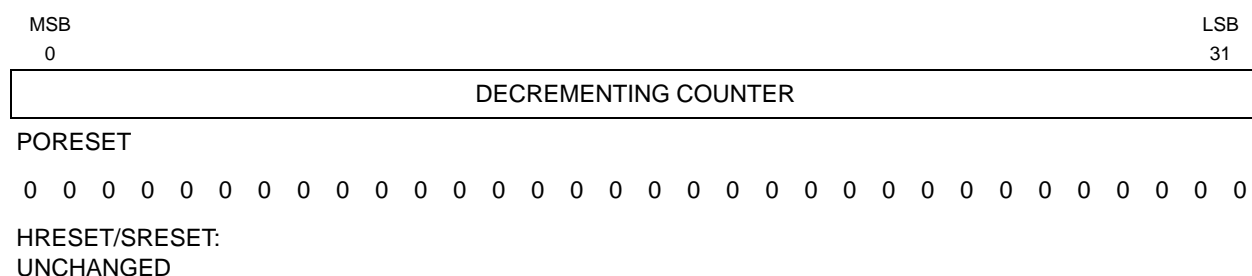 MSB LSB
0 31
DECREMENTING COUNTER
PORESET
0 0 0 0 0 0 0 0 0 0 0 0 0 0 0 0 0 0 0 0 0 0 0 0 0 0 0 0 0 0 0 0
HRESET/SRESET:
UNCHANGED